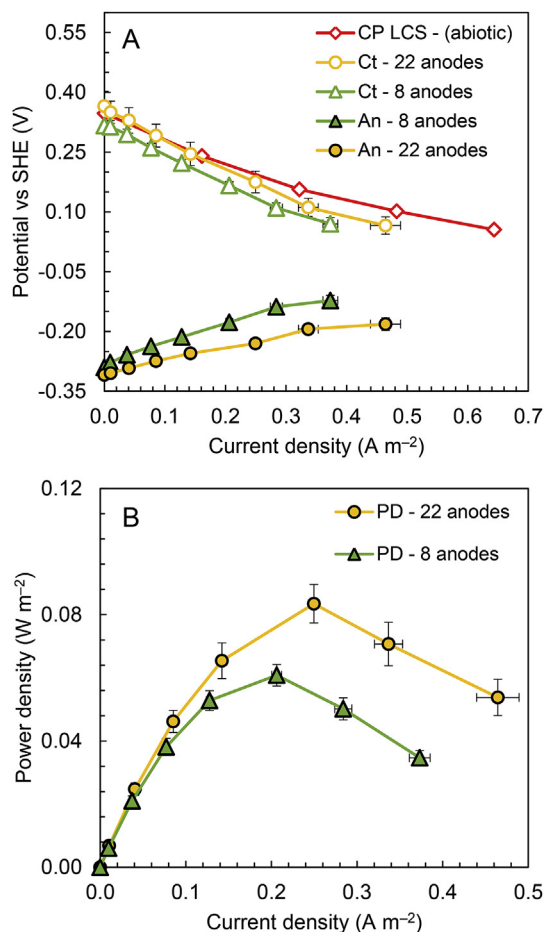 A
CP LCS - (abiotic)
Ct - 22 anodes
Ct - 8 anodes
An - 8 anodes
An - 22 anodes
0.55
0.40
0.25
0.10
-0.05
-0.20
-0.35
Potential vs SHE (V)
0.0 0.1 0.2 0.3 0.4 0.5 0.6 0.7
Current density (A m⁻²)
B
PD - 22 anodes
PD - 8 anodes
0.12
0.08
0.04
0.00
Power density (W m⁻²)
0.0 0.1 0.2 0.3 0.4 0.5
Current density (A m⁻²)